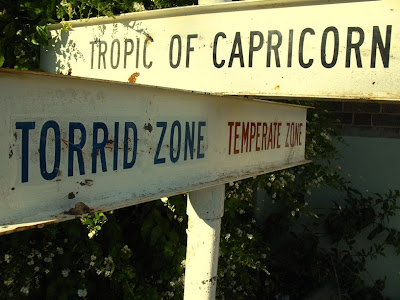 TROPIC OF CAPRICORN
TORRID ZONE TEMPERATE ZONE